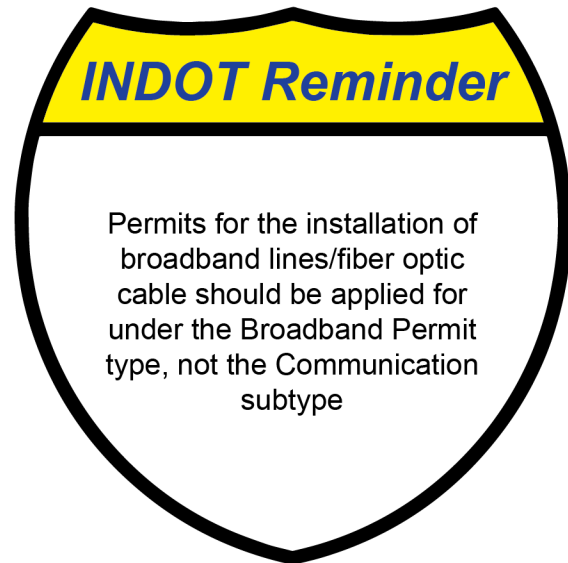 INDOT Reminder
Permits for the installation of
broadband lines/fiber optic
cable should be applied for
under the Broadband Permit
type, not the Communication
subtype